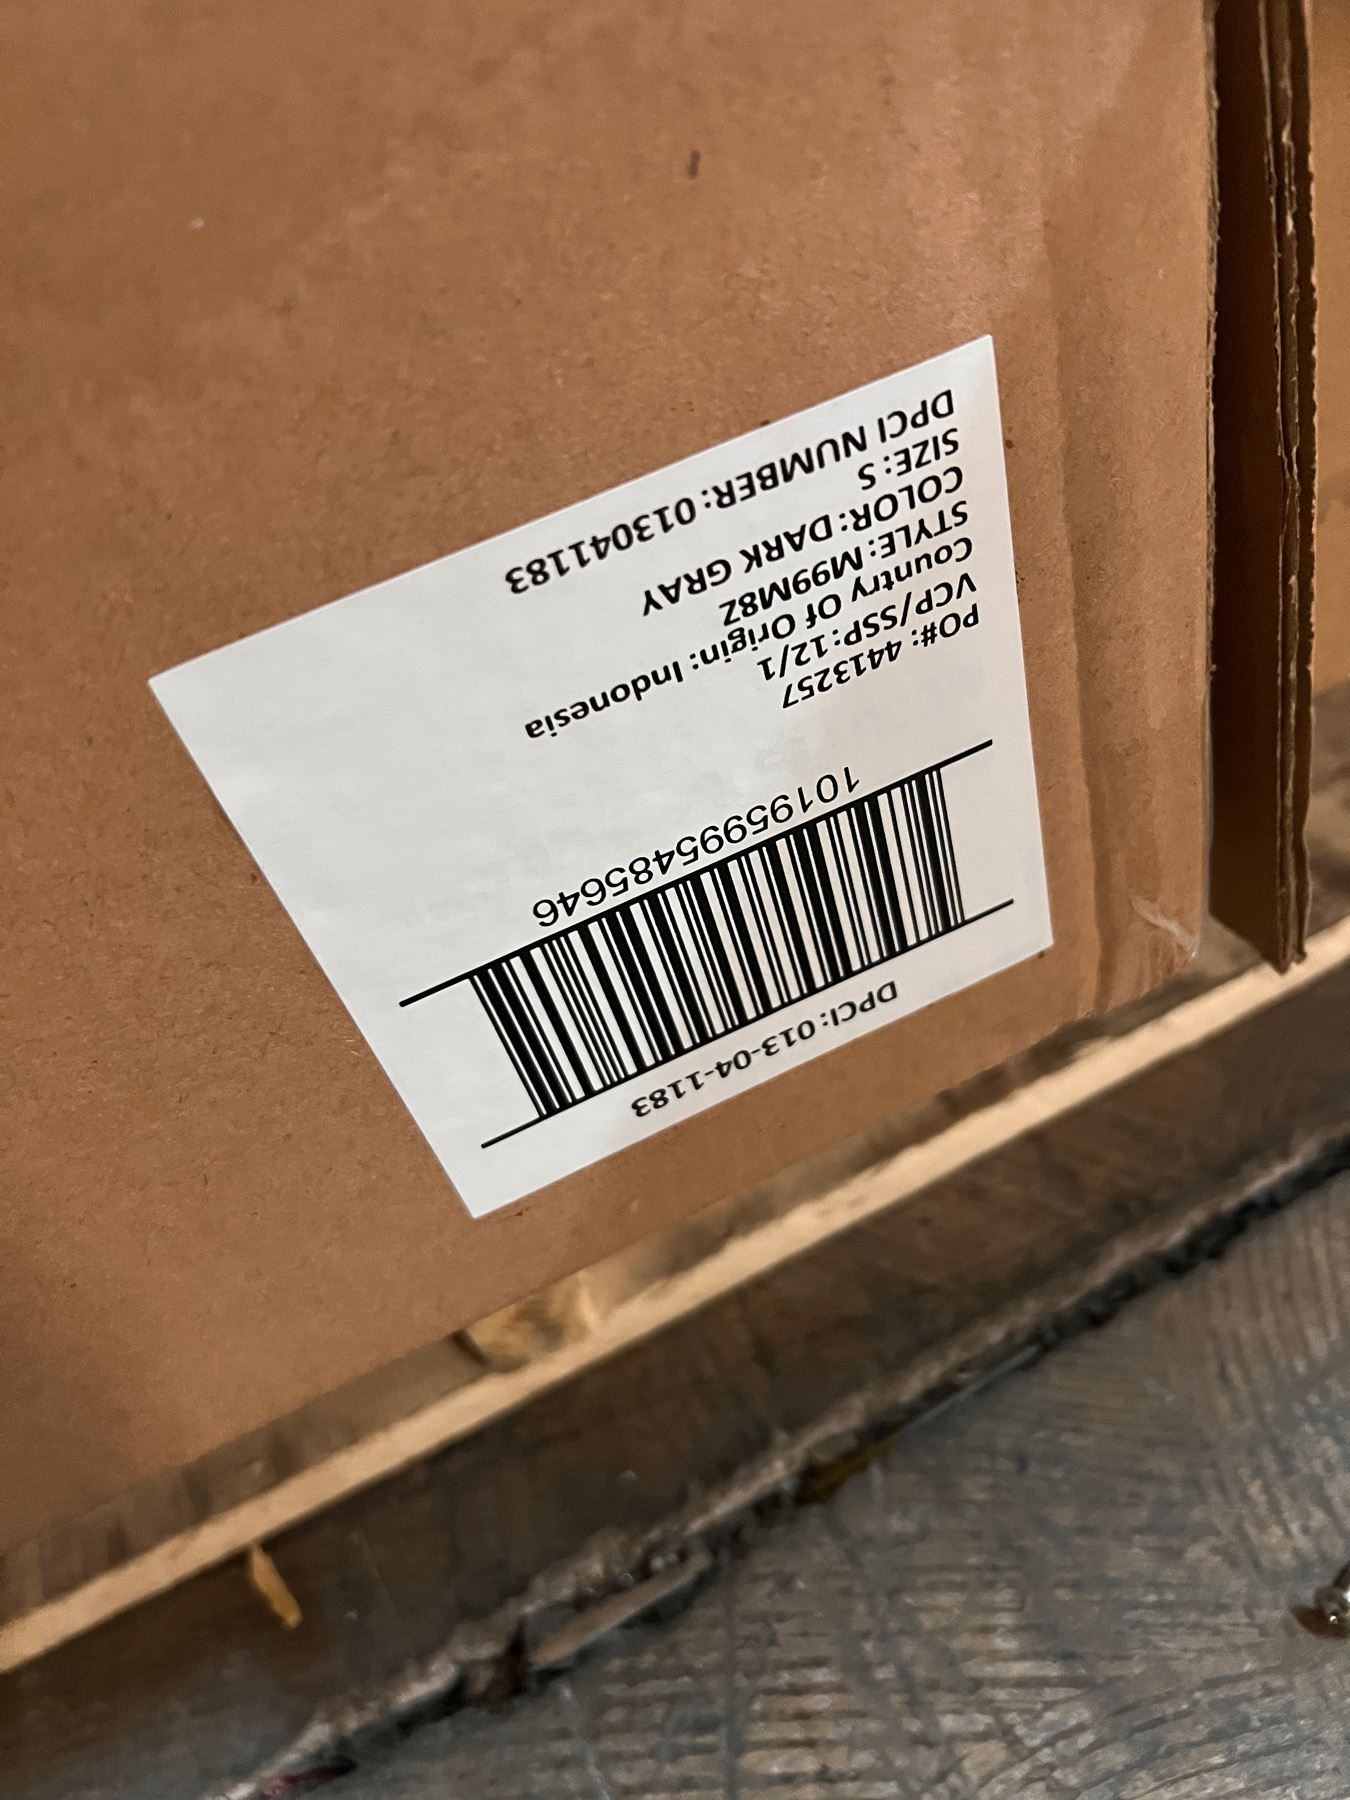 DPCI: 013-04-1183
10195995485646
PO#: 4413257
VCP/SSP: 12/1
Country Of Origin: Indonesia
STYLE: M99M8Z
COLOR: DARK GRAY
SIZE: S
DPCI NUMBER: 013041183